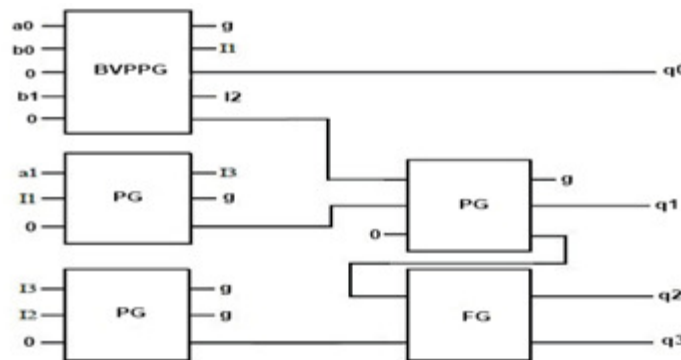 a0 g
b0 I1
0 BVPPG q0
b1 I2
0
a1 I3
I1 PG g
0
g
PG q1
0
I3 g
I2 PG g
0
q2
FG
q3